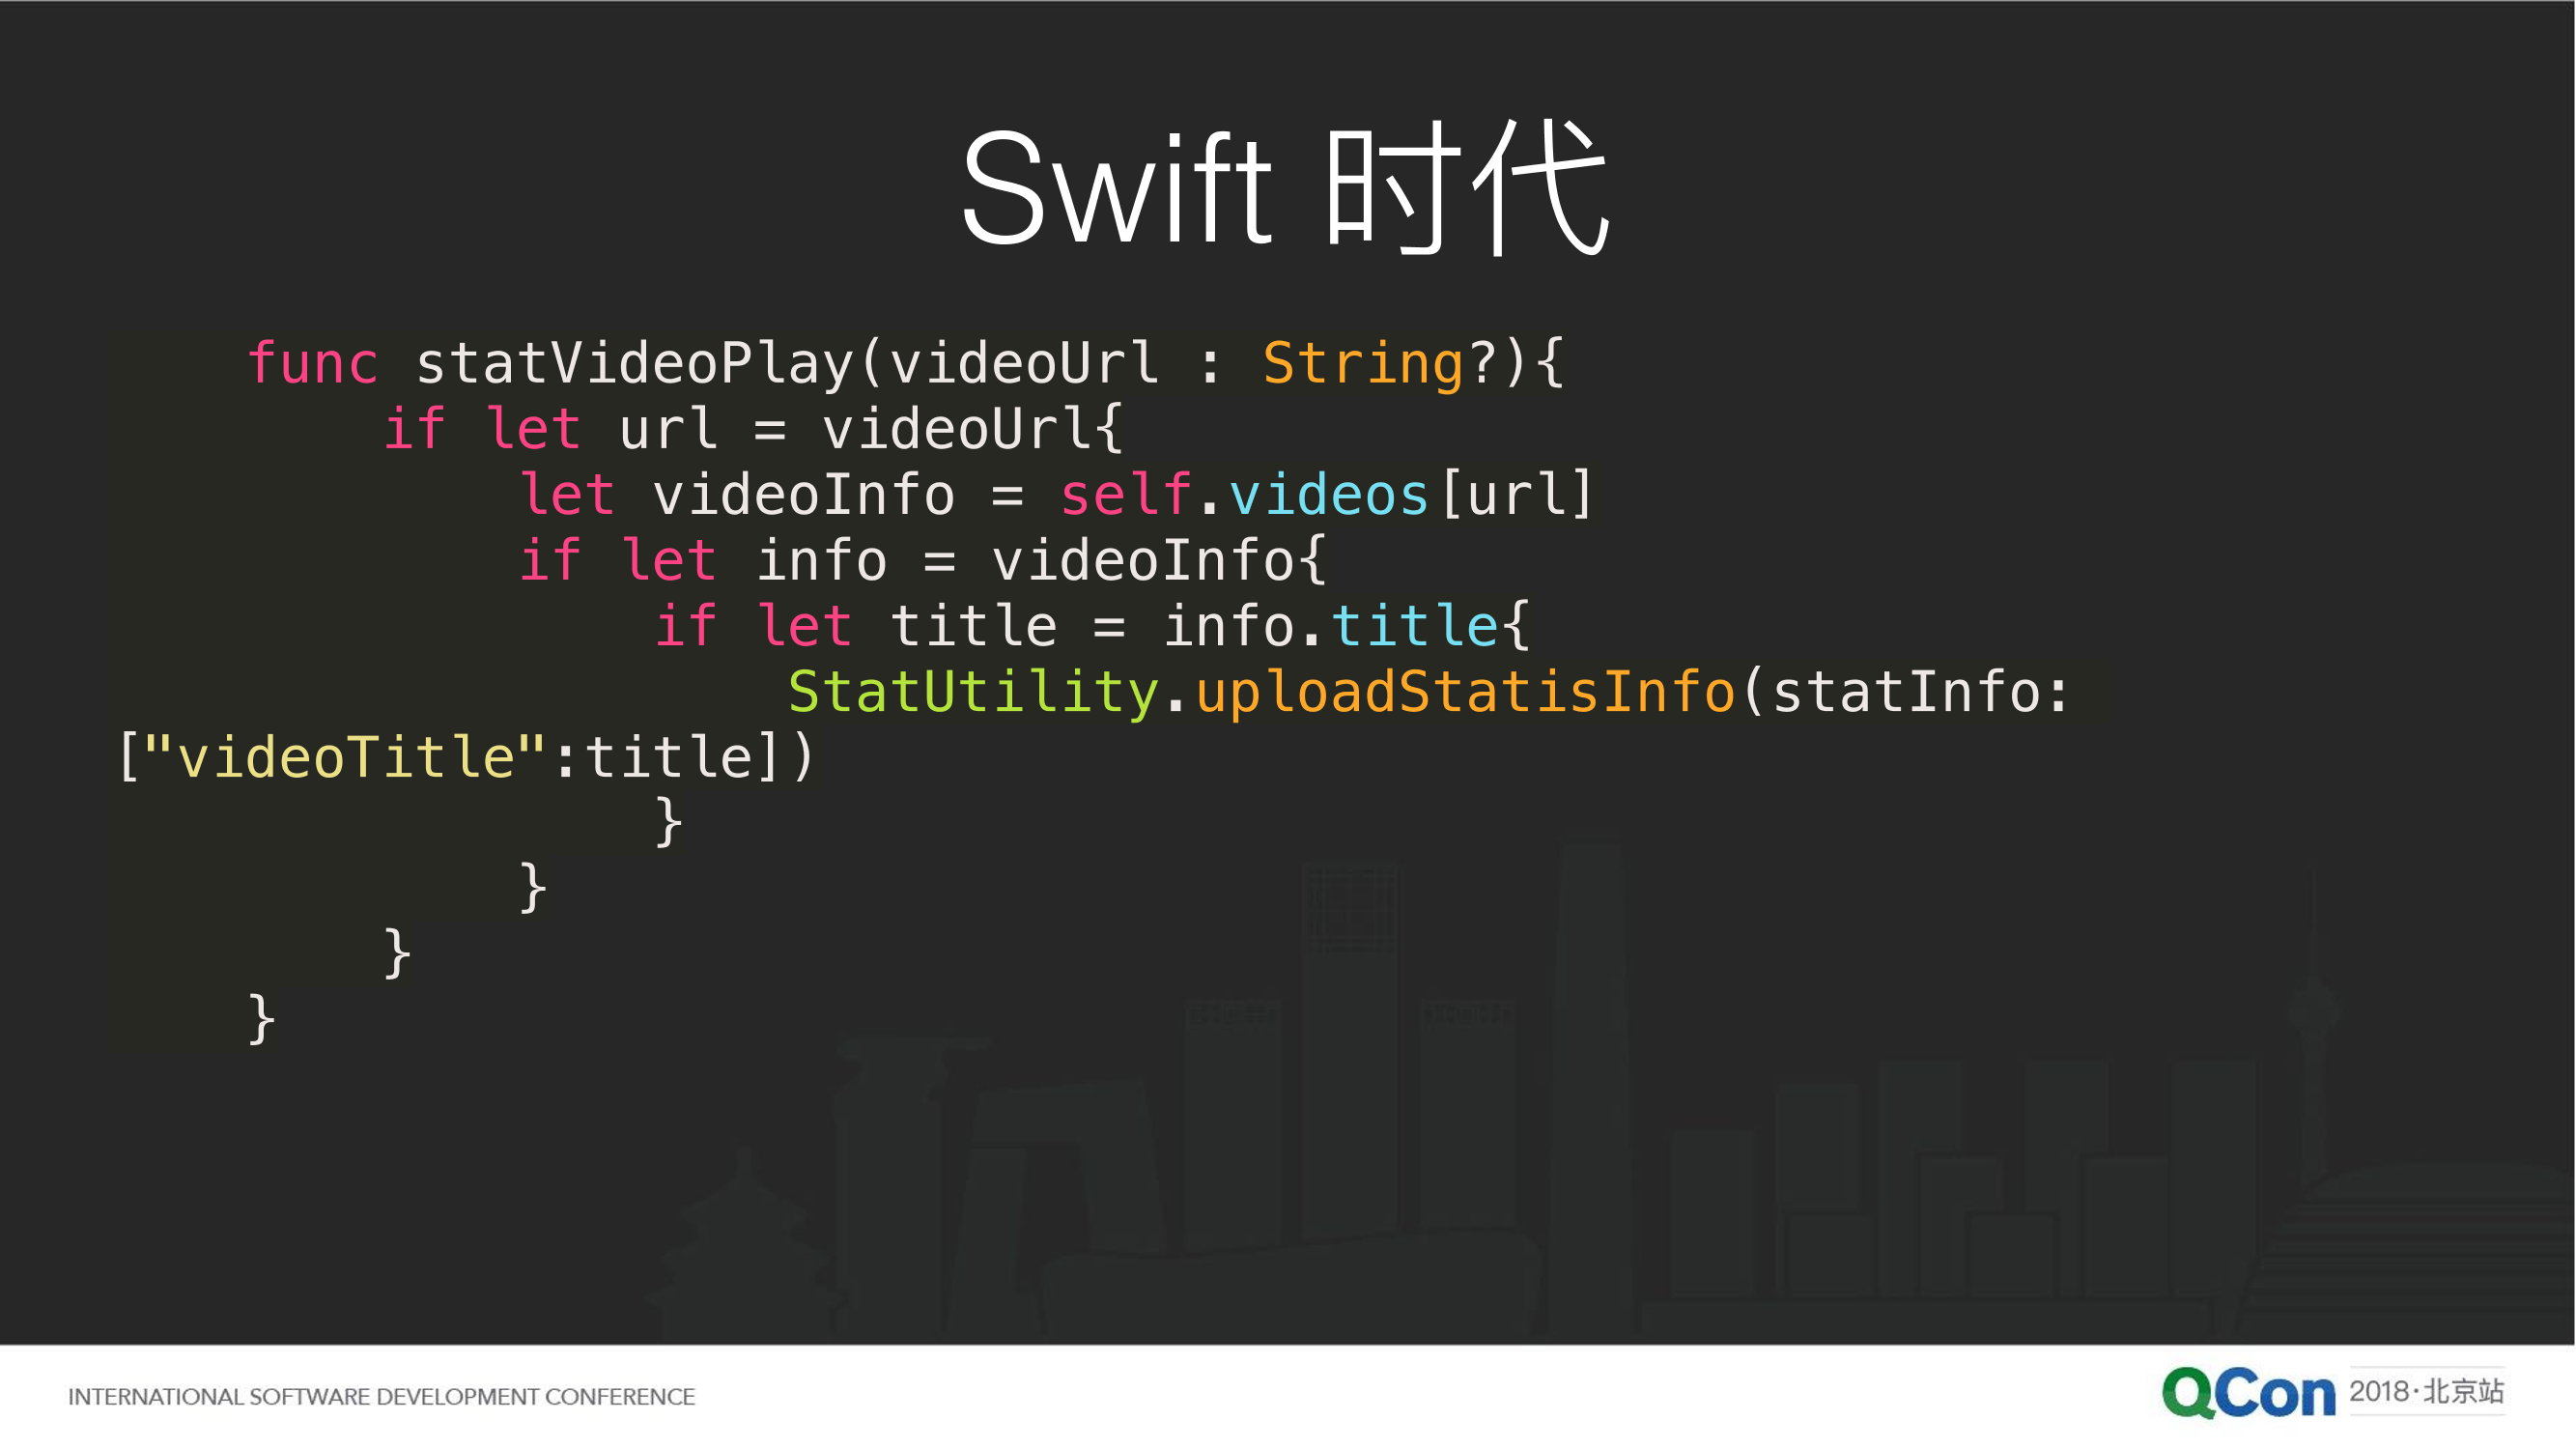 Swift 时代
func statVideoPlay(videoUrl : String?){
if let url = videoUrl{
let videoInfo = self.videos[url]
if let info = videoInfo{
if let title = info.title{
StatUtility.uploadStatisInfo(statInfo:
["videoTitle":title])
}
}
}
}
INTERNATIONAL SOFTWARE DEVELOPMENT CONFERENCE
QCon 2018·北京站